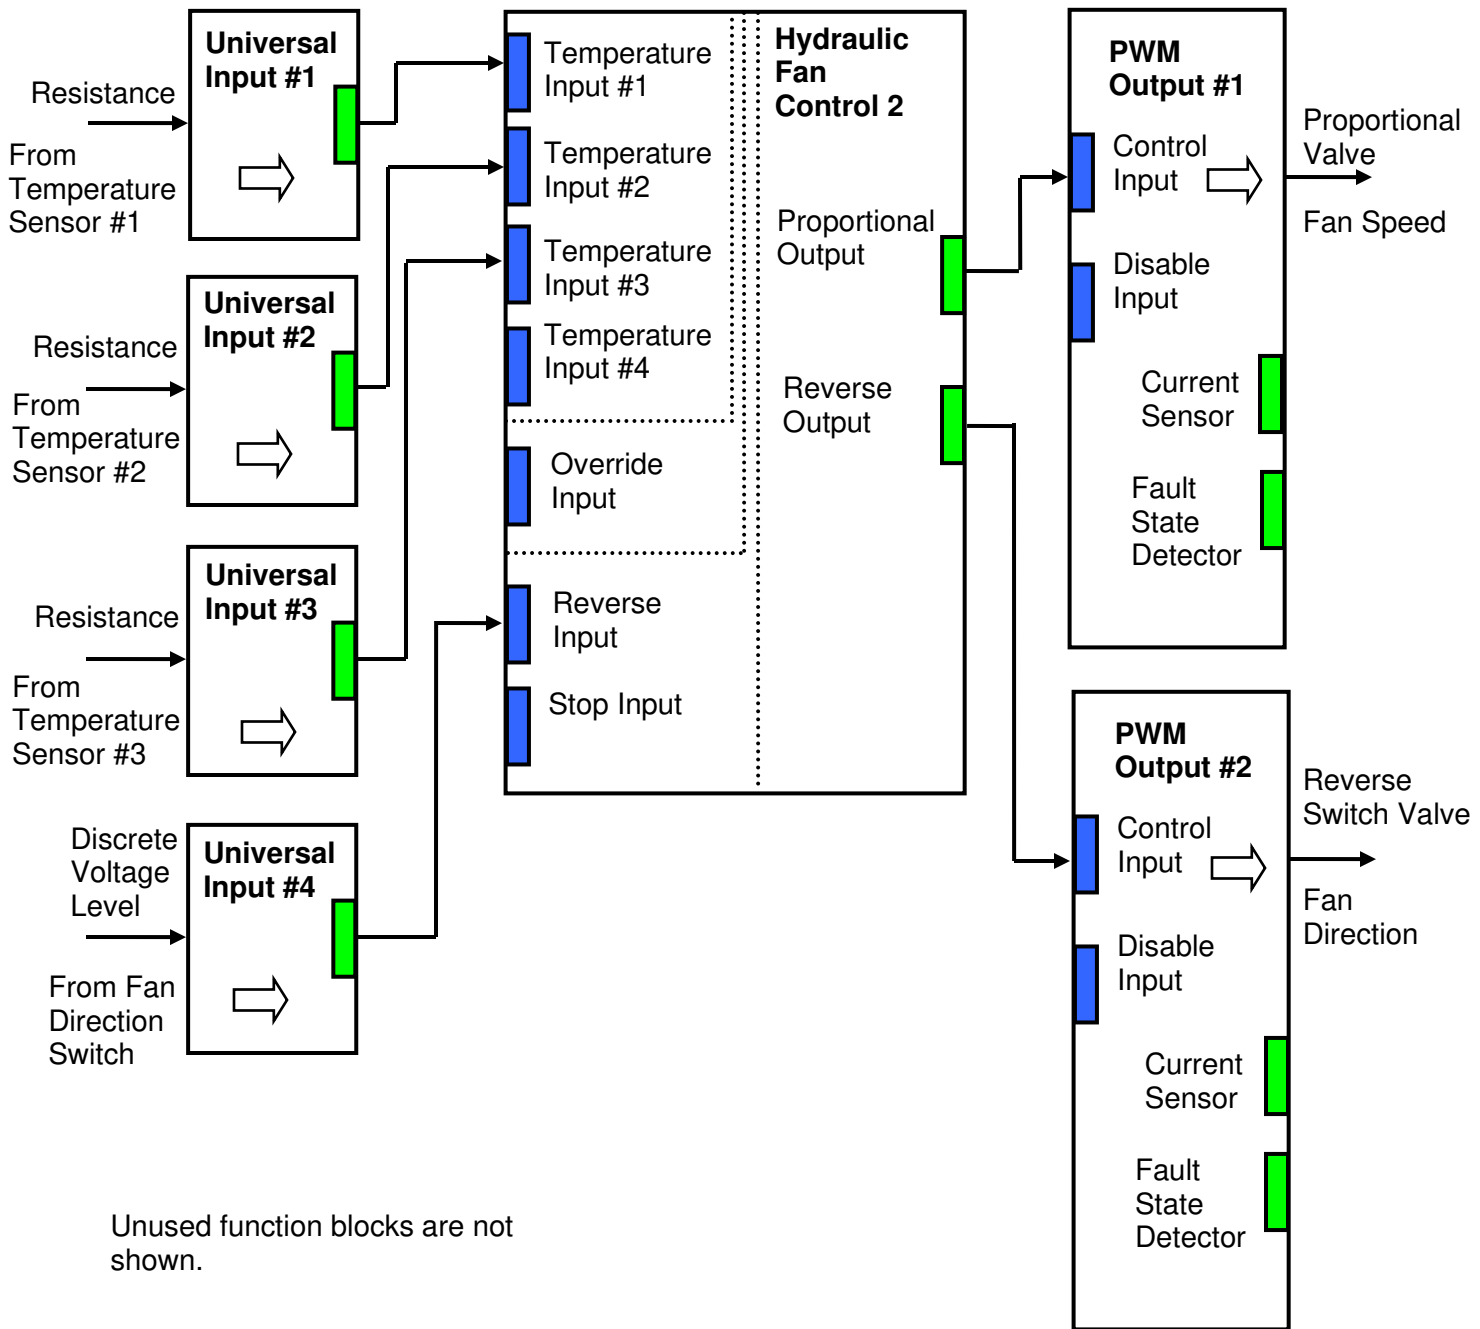 Universal
Input #1
Resistance
From
Temperature
Sensor #1
Universal
Input #2
Resistance
From
Temperature
Sensor #2
Universal
Input #3
Resistance
From
Temperature
Sensor #3
Universal
Input #4
Discrete
Voltage
Level
From Fan
Direction
Switch
Hydraulic
Fan
Control 2
Temperature
Input #1
Temperature
Input #2
Temperature
Input #3
Temperature
Input #4
Override
Input
Reverse
Input
Stop Input
Proportional
Output
Reverse
Output
PWM
Output #1
Control
Input
Disable
Input
Current
Sensor
Fault
State
Detector
Proportional
Valve
Fan Speed
PWM
Output #2
Control
Input
Disable
Input
Current
Sensor
Fault
State
Detector
Reverse
Switch Valve
Fan
Direction
Unused function blocks are not
shown.